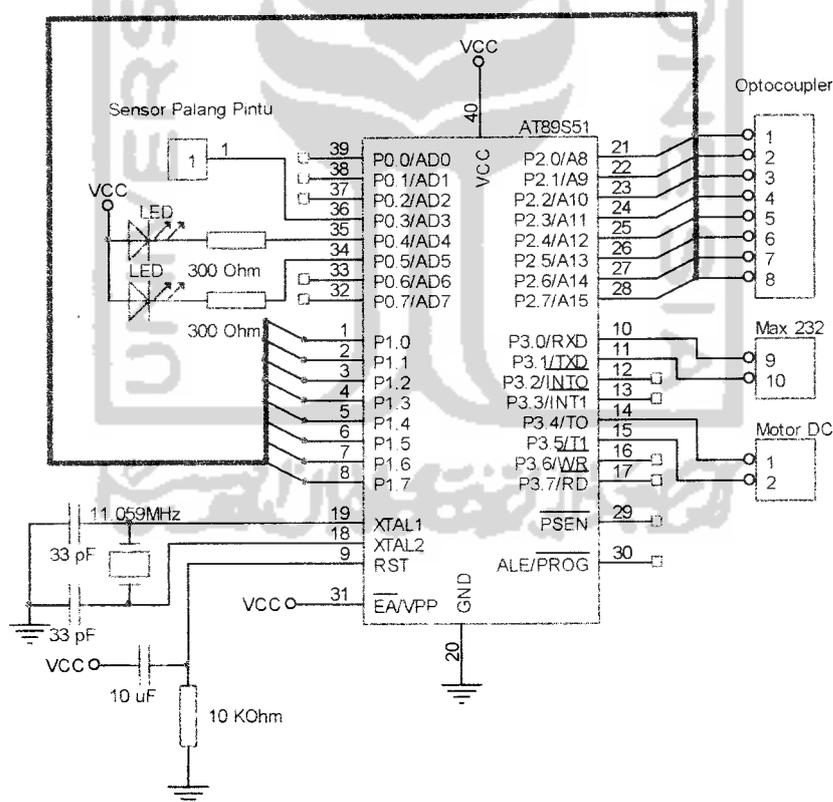 VCC
Optocoupler
Sensor Palang Pintu
AT89S51
40
VCC
1
1
VCC
LED
300 Ohm
LED
300 Ohm
39 P0.0/AD0
38 P0.1/AD1
37 P0.2/AD2
36 P0.3/AD3
35 P0.4/AD4
34 P0.5/AD5
33 P0.6/AD6
32 P0.7/AD7
1 P1.0
2 P1.1
3 P1.2
4 P1.3
5 P1.4
6 P1.5
7 P1.6
8 P1.7
19 XTAL1
18 XTAL2
9 RST
31 EA/VPP
P2.0/A8 21
P2.1/A9 22
P2.2/A10 23
P2.3/A11 24
P2.4/A12 25
P2.5/A13 26
P2.6/A14 27
P2.7/A15 28
P3.0/RXD 10
P3.1/TXD 11
P3.2/INTO 12
P3.3/INT1 13
P3.4/TO 14
P3.5/T1 15
P3.6/WR 16
P3.7/RD 17
PSEN 29
ALE/PROG 30
GND
20
1
2
3
4
5
6
7
8
Max 232
9
10
Motor DC
1
2
11.059MHz
33 pF
33 pF
VCC
VCC
10 uF
10 KOhm
UNIVERS